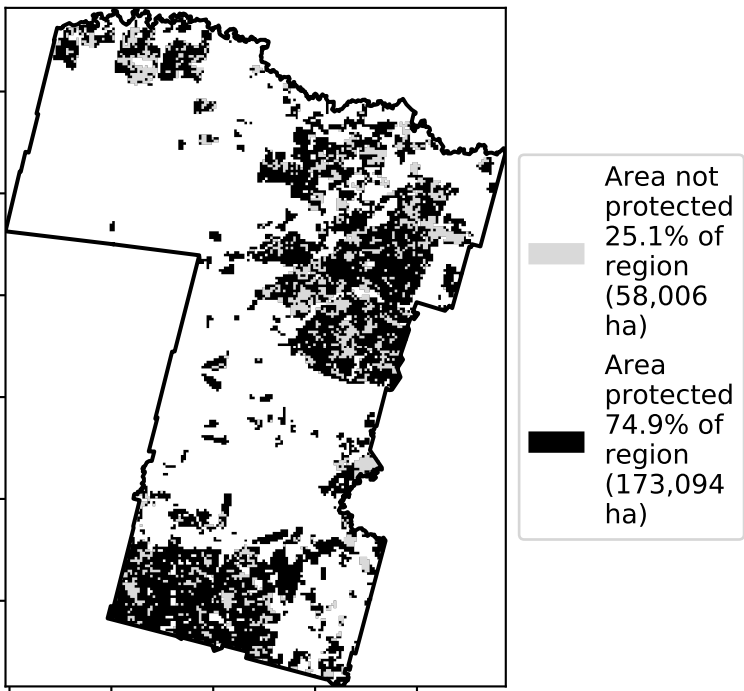 Area not
protected
25.1% of
region
(58,006
ha)
Area
protected
74.9% of
region
(173,094
ha)